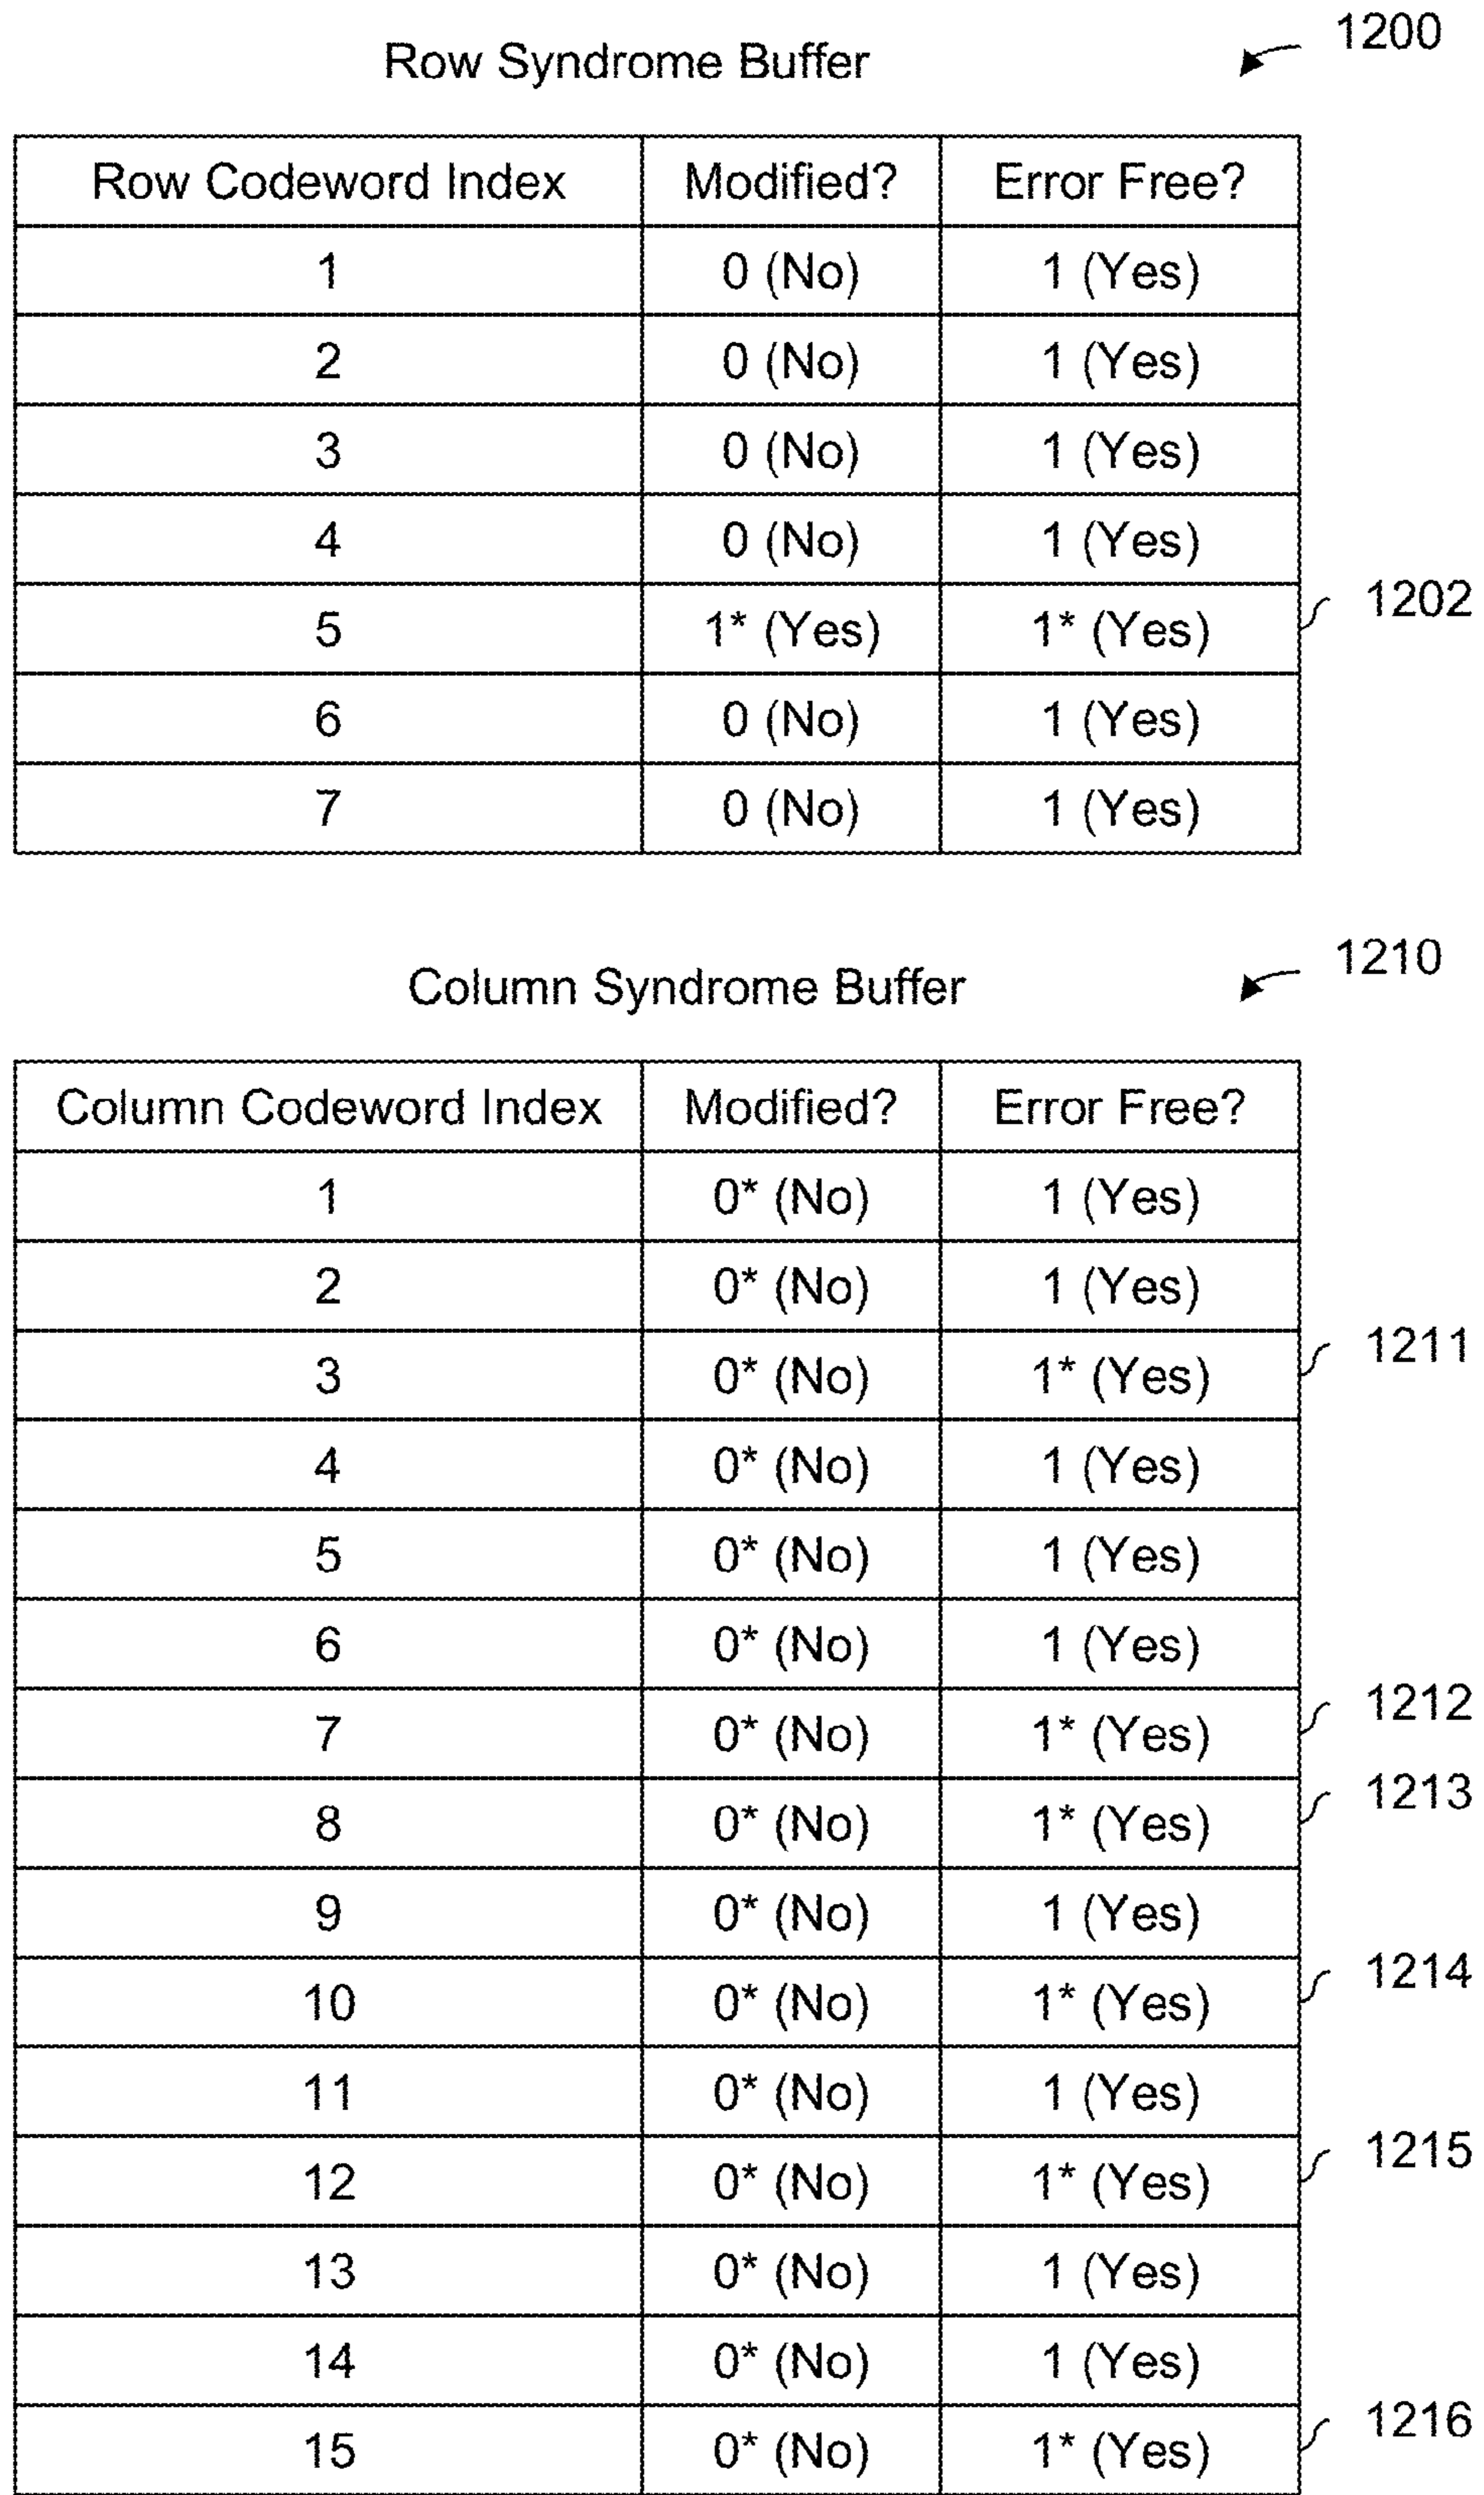 Row Syndrome Buffer 1200
Row Codeword Index Modified? Error Free?
1 0 (No) 1 (Yes)
2 0 (No) 1 (Yes)
3 0 (No) 1 (Yes)
4 0 (No) 1 (Yes)
5 1* (Yes) 1* (Yes) 1202
6 0 (No) 1 (Yes)
7 0 (No) 1 (Yes)
Column Syndrome Buffer 1210
Column Codeword Index Modified? Error Free?
1 0* (No) 1 (Yes)
2 0* (No) 1 (Yes)
3 0* (No) 1* (Yes) 1211
4 0* (No) 1 (Yes)
5 0* (No) 1 (Yes)
6 0* (No) 1 (Yes)
7 0* (No) 1* (Yes) 1212
8 0* (No) 1* (Yes) 1213
9 0* (No) 1 (Yes)
10 0* (No) 1* (Yes) 1214
11 0* (No) 1 (Yes)
12 0* (No) 1* (Yes) 1215
13 0* (No) 1 (Yes)
14 0* (No) 1 (Yes)
15 0* (No) 1* (Yes) 1216